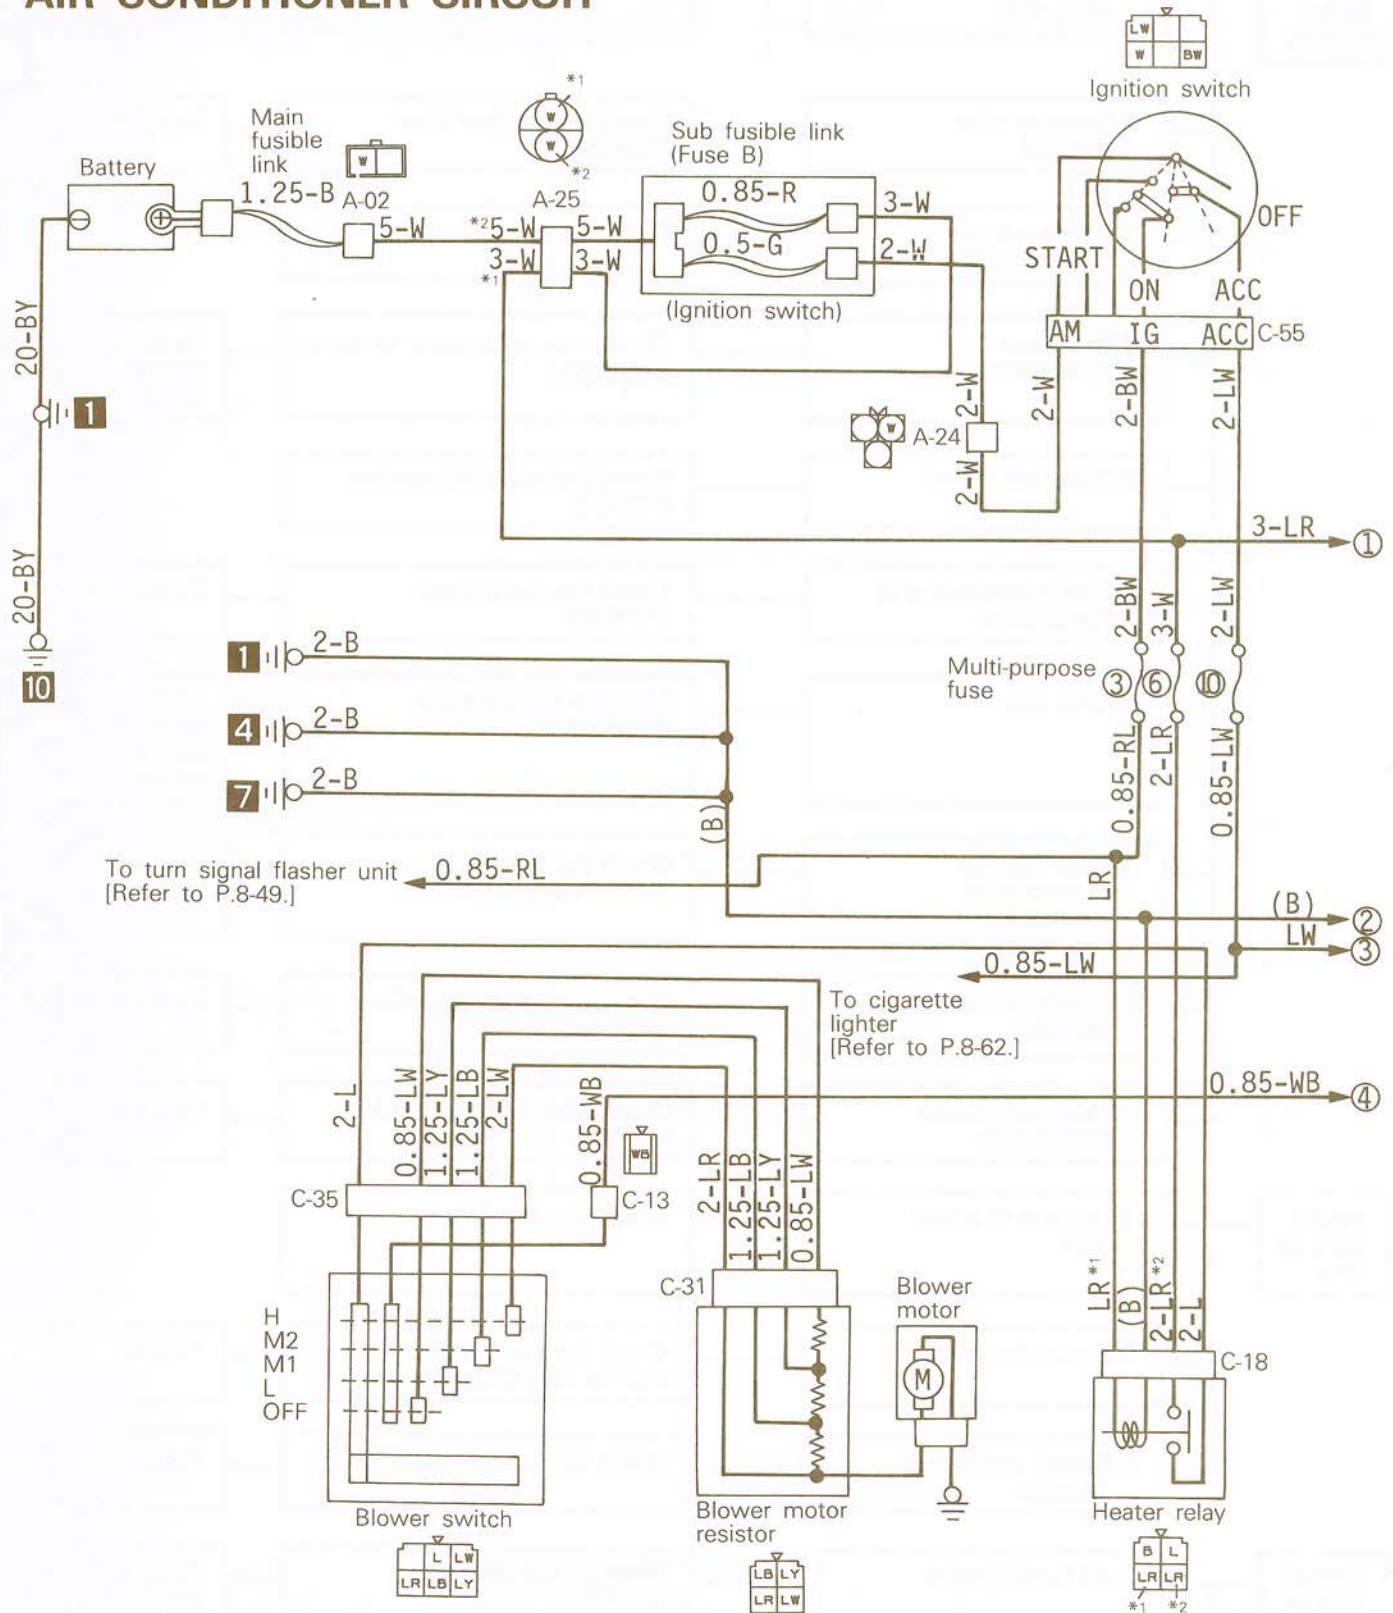 AIR CONDITIONER CIRCUIT
LW
W
BW
Ignition switch
*1
W
W
*2
Main
fusible
link
W
Sub fusible link
(Fuse B)
Battery
1.25-B
A-02
A-25
0.85-R
3-W
5-W
*2 5-W
5-W
0.5-G
2-W
3-W
*1
3-W
(Ignition switch)
OFF
START
ON
ACC
AM
IG
ACC
C-55
20-BY
1
2-W
2-W
2-BW
2-LW
W
A-24
2-W
3-LR
①
20-BY
10
2-BW
3-W
2-LW
1
2-B
Multi-purpose
fuse
③
⑥
⑩
4
2-B
7
2-B
(B)
0.85-RL
2-LR
0.85-LW
To turn signal flasher unit
[Refer to P.8-49.]
0.85-RL
LR
(B)
②
LW
③
0.85-LW
To cigarette
lighter
[Refer to P.8-62.]
2-L
0.85-LW
1.25-LY
1.25-LB
2-LW
0.85-WB
WB
0.85-WB
④
C-35
C-13
2-LR
1.25-LB
1.25-LY
0.85-LW
C-31
Blower
motor
LR*1
(B)
2-LR*2
2-L
C-18
H
M2
M1
L
OFF
M
Blower switch
Blower motor
resistor
Heater relay
L
LW
LR
LB
LY
LB
LY
LR
LW
B
L
LR
LR
*1
*2